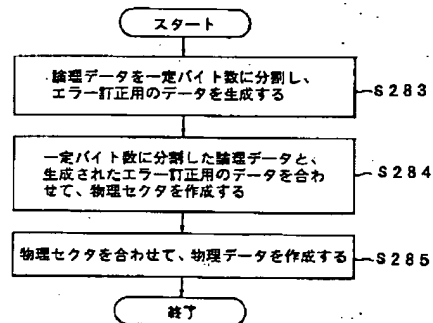 スタート
論理データを一定バイト数に分割し、
エラー訂正用のデータを生成する
S283
一定バイト数に分割した論理データと、
生成されたエラー訂正用のデータを合わ
せて、物理セクタを作成する
S284
物理セクタを合わせて、物理データを作成する
S285
終了